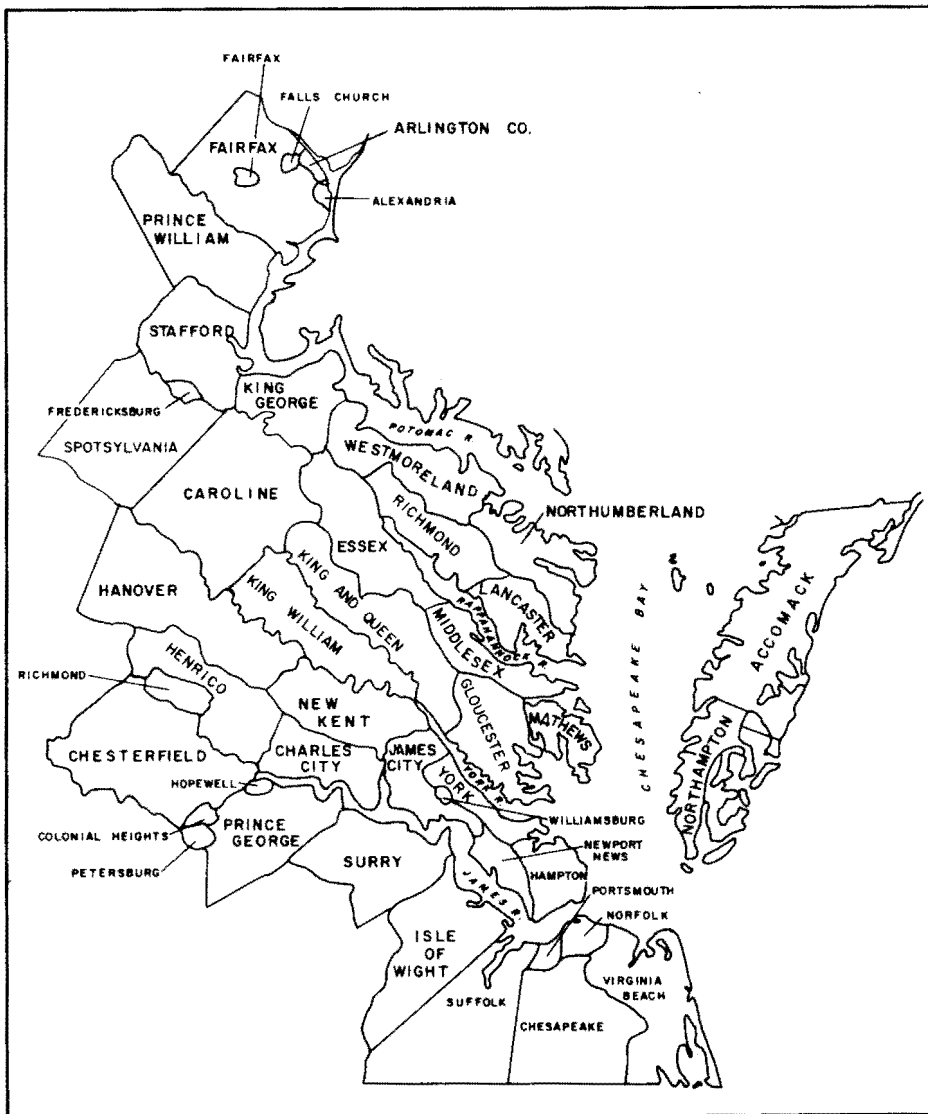 FAIRFAX
FALLS CHURCH
ARLINGTON CO.
FAIRFAX
ALEXANDRIA
PRINCE
WILLIAM
STAFFORD
KING
GEORGE
FREDERICKSBURG
SPOTSYLVANIA
POTOMAC R.
WESTMORELAND
CAROLINE
RICHMOND
NORTHUMBERLAND
ESSEX
HANOVER
KING AND QUEEN
KING WILLIAM
LANCASTER
RAPPAHANNOCK R.
MIDDLESEX
CHESAPEAKE BAY
ACCOMACK
HENRICO
RICHMOND
NEW
KENT
GLOUCESTER
MATHEWS
NORTHAMPTON
CHESTERFIELD
CHARLES
CITY
JAMES
CITY
YORK
YORK R.
HOPEWELL
WILLIAMSBURG
COLONIAL HEIGHTS
PRINCE
GEORGE
NEWPORT
NEWS
PETERSBURG
SURRY
HAMPTON
JAMES R.
PORTSMOUTH
NORFOLK
ISLE
OF
WIGHT
VIRGINIA
BEACH
SUFFOLK
CHESAPEAKE